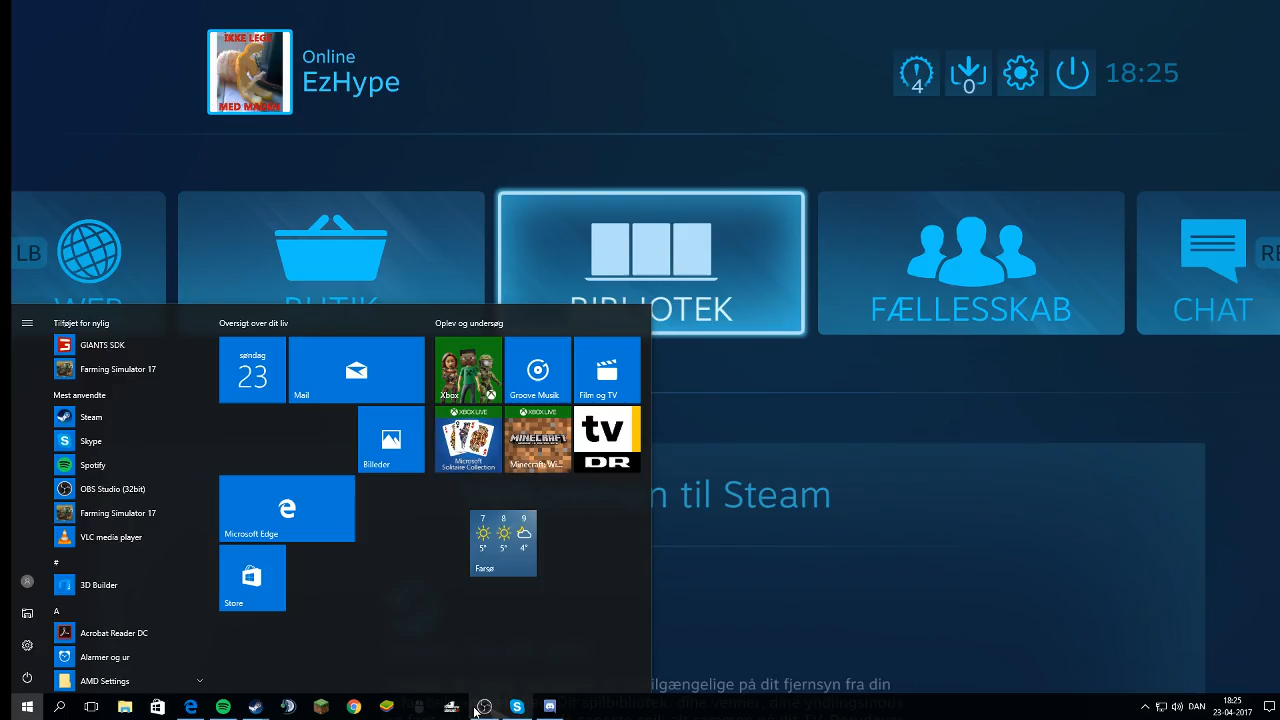 IKKE LEGE
MED MAD
Online
EzHype
4
0
18:25
LB
WEB
BUTIK
BIBLIOTEK
FÆLLESSKAB
CHAT
Tilføjet for nylig
GIANTS SDK
Farming Simulator 17
Mest anvendte
Steam
Skype
Spotify
OBS Studio (32bit)
Farming Simulator 17
VLC media player
#
3D Builder
A
Acrobat Reader DC
Alarmer og ur
AMD Settings
Oversigt over dit liv
søndag
23
Mail
Billeder
Microsoft Edge
Store
Oplev og undersøg
Xbox
Groove Musik
Film og TV
XBOX LIVE
Microsoft
Solitaire Collection
XBOX LIVE
MINECRAFT
Minecraft: Wi...
tv
DR
7 8 9
5° 5° 4°
Farsø
til Steam
ilgængelige på dit fjernsyn fra din
DAN
18:25
23-04-2017